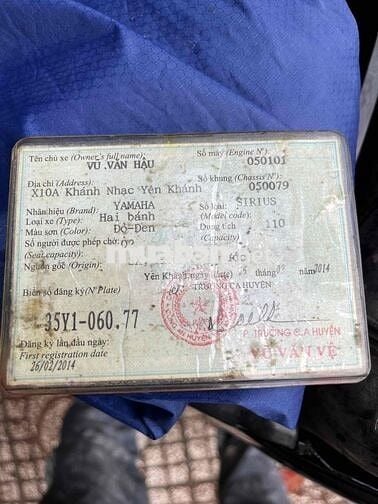 Tên chủ xe (Owner's full name): Số máy (Engine N°):
VŨ VĂN HẬU 050101
Địa chỉ (Address): Số khung (Chassis N°):
X10A Khánh Nhạc Yên Khánh 050079
Nhãn hiệu (Brand): YAMAHA Số loại: SIRIUS
Loại xe (Type): Hai bánh (Model code):
Màu sơn (Color): Đỏ-Đen Dung tích 110
Số người được phép chở: (Capacity)
(Seat capacity)
Nguồn gốc (Origin)
Yên Khánh, ngày 26 tháng 02 2014
Biển số đăng ký (N° Plate) TRƯỞNG CA HUYỆN
35Y1-060.77
P. TRƯỞNG C.A HUYỆN
Đăng ký lần đầu ngày: VŨ VĂN VỆ
First registration date
26/02/2014